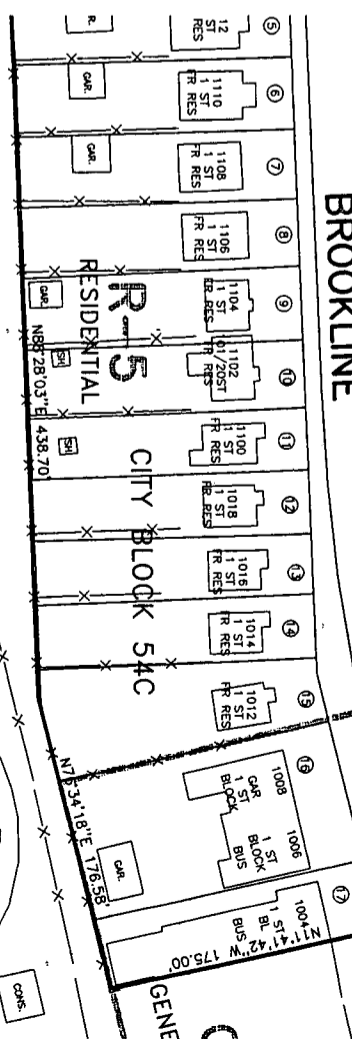 BROOKLINE
R.
12
1 ST
RES
5
GAR.
1110
1 ST
FR RES
6
GAR.
1108
1 ST
FR RES
7
1106
1 ST
FR RES
8
GAR.
1104
1 ST
FR RES
9
R-5
RESIDENTIAL
SH
1102
FR RES
10
SH
1100
1 ST
FR RES
11
CITY BLOCK 54C
1018
1 ST
FR RES
12
1016
1 ST
FR RES
13
1014
1 ST
FR RES
14
1012
1 ST
FR RES
15
N88°28'03"E 438.70'
1008
GAR
1 ST
BLOCK
1006
1 ST
BLOCK
BUS
16
GAR.
N75°34'18"E 176.58'
1004
1 ST
BL
BUS
17
N11°41'42"W 175.00'
GENE
C
CONS.